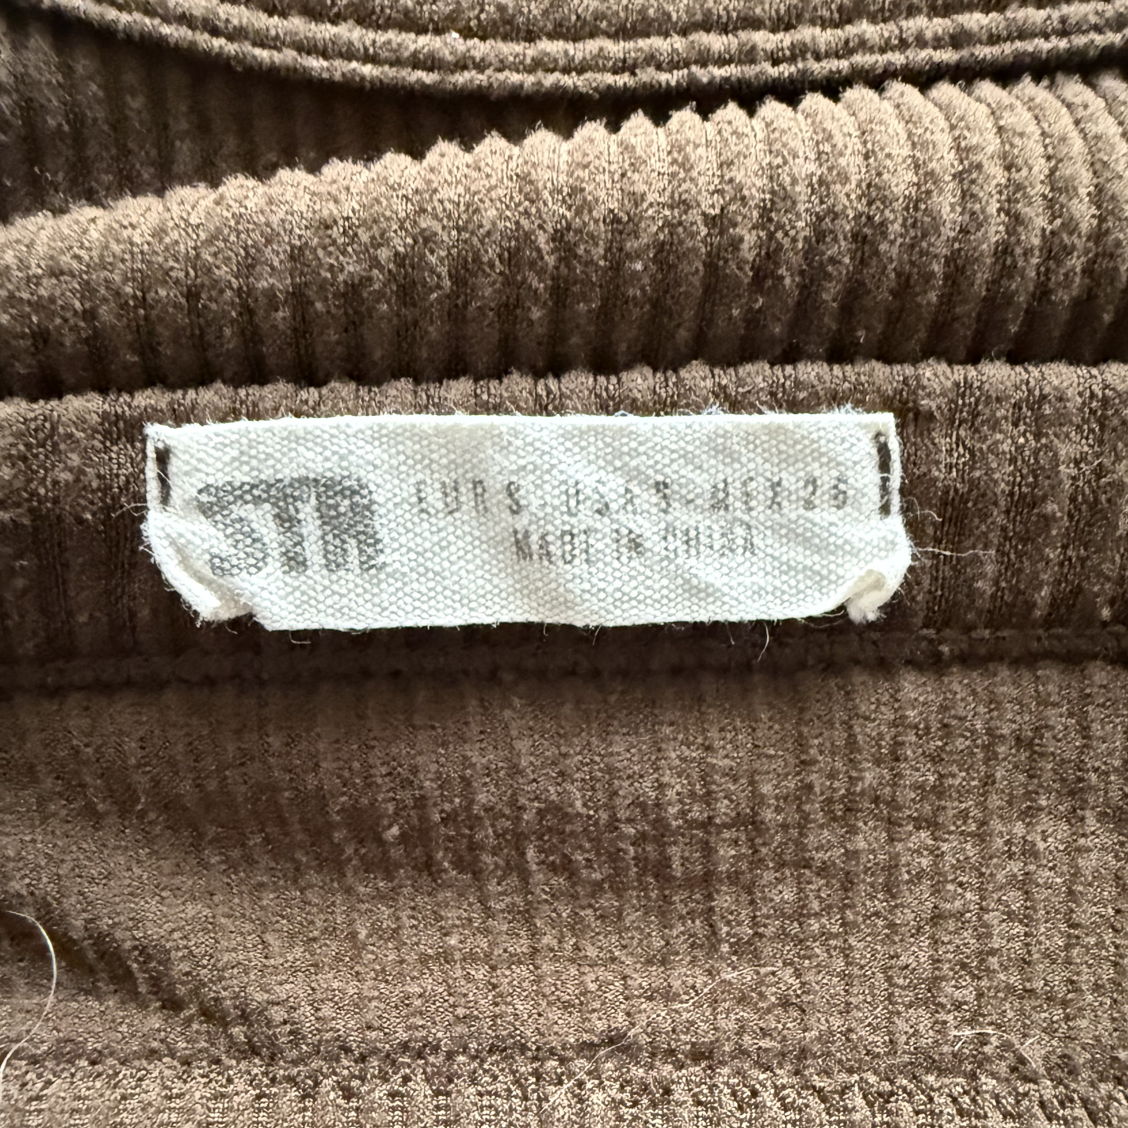 STR
EUR S - USA S - MEX 26
MADE IN CHINA